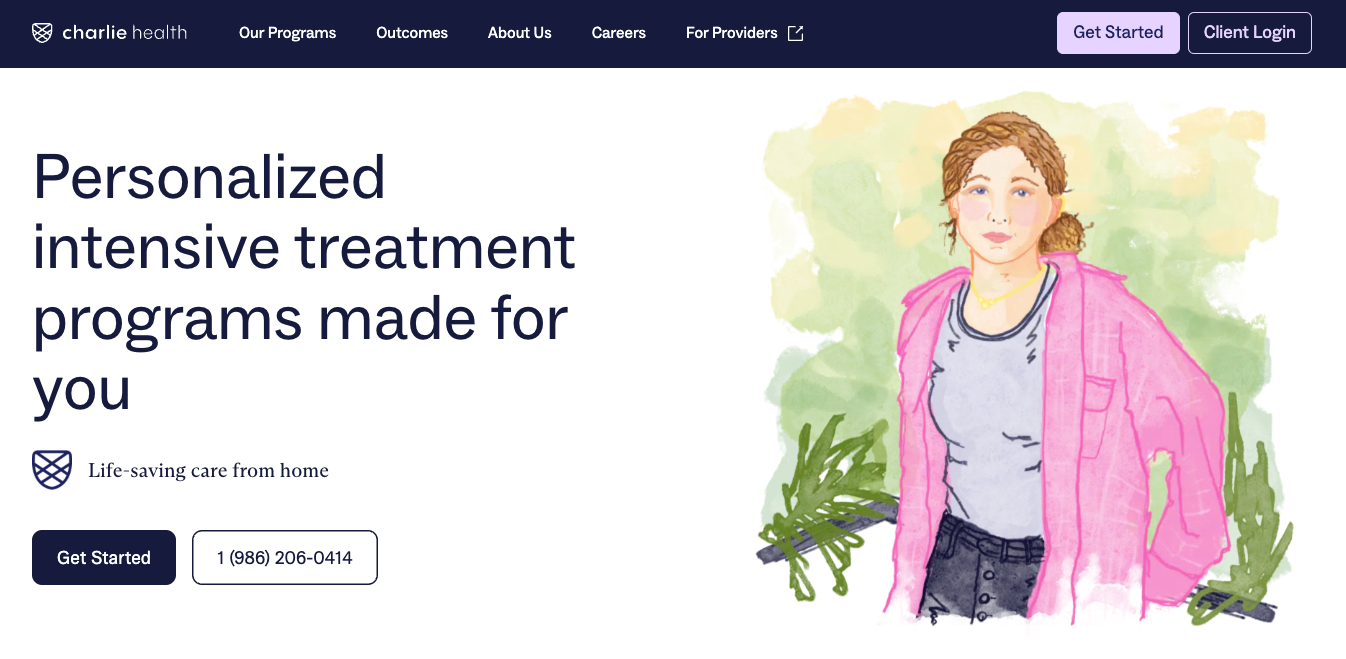 charlie health
Our Programs
Outcomes
About Us
Careers
For Providers
Get Started
Client Login
Personalized
intensive treatment
programs made for
you
Life-saving care from home
Get Started
1 (986) 206-0414